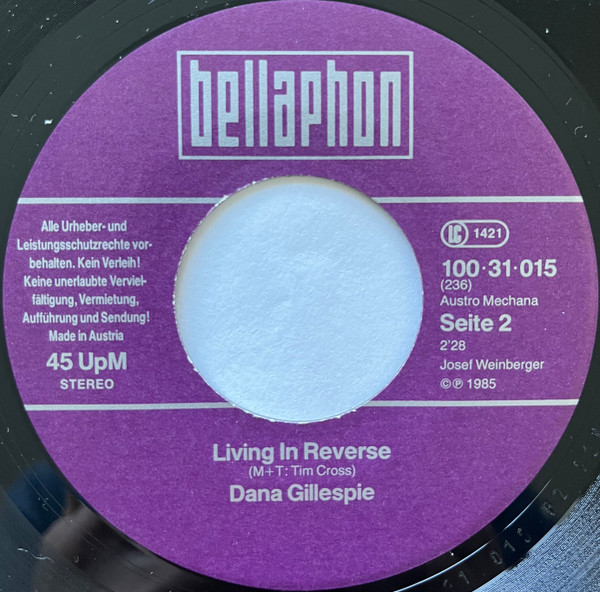 bellaphon
Alle Urheber- und
Leistungsschutzrechte vor-
behalten. Kein Verleih!
Keine unerlaubte Verviel-
fältigung, Vermietung,
Aufführung und Sendung!
Made in Austria
45 UpM
STEREO
LC 1421
100·31·015
(236)
Austro Mechana
Seite 2
2'28
Josef Weinberger
©℗ 1985
Living In Reverse
(M+T: Tim Cross)
Dana Gillespie